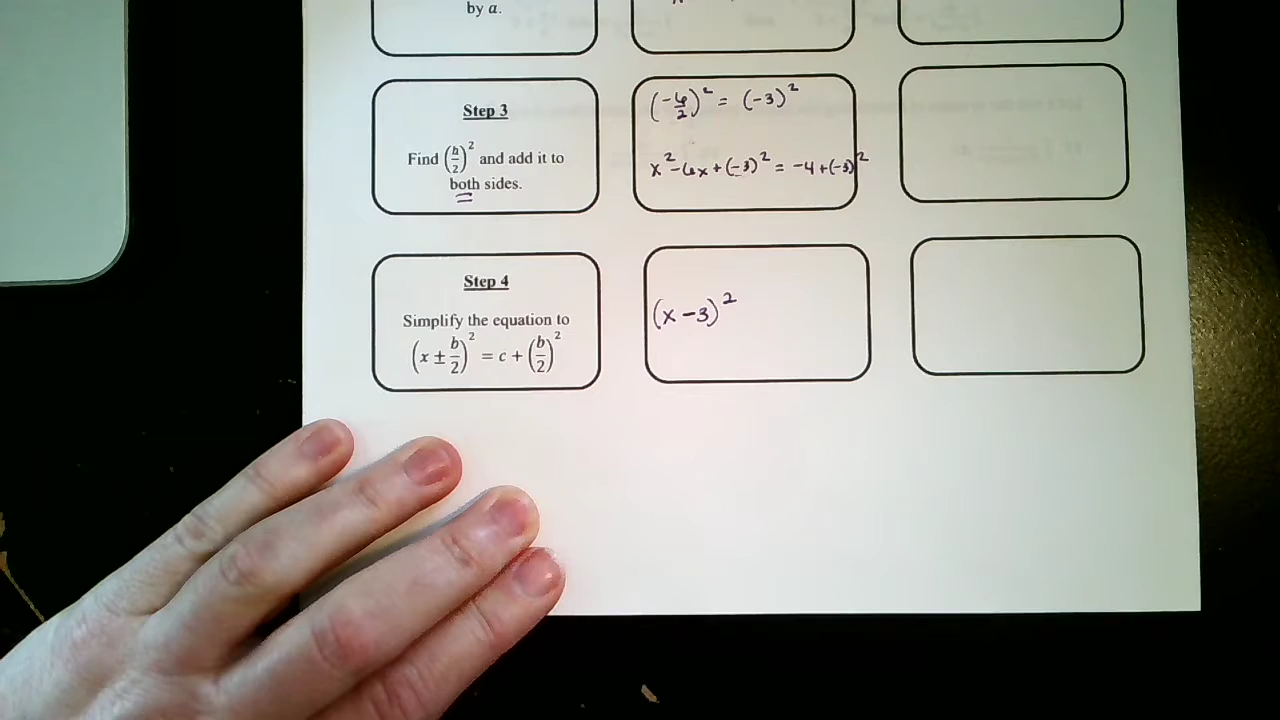 by a.
Step 3
Find (b/2)² and add it to
both sides.
(-6/2)² = (-3)²
x² - 6x + (-3)² = -4 + (-3)²
Step 4
Simplify the equation to
(x ± b/2)² = c + (b/2)²
(x - 3)²